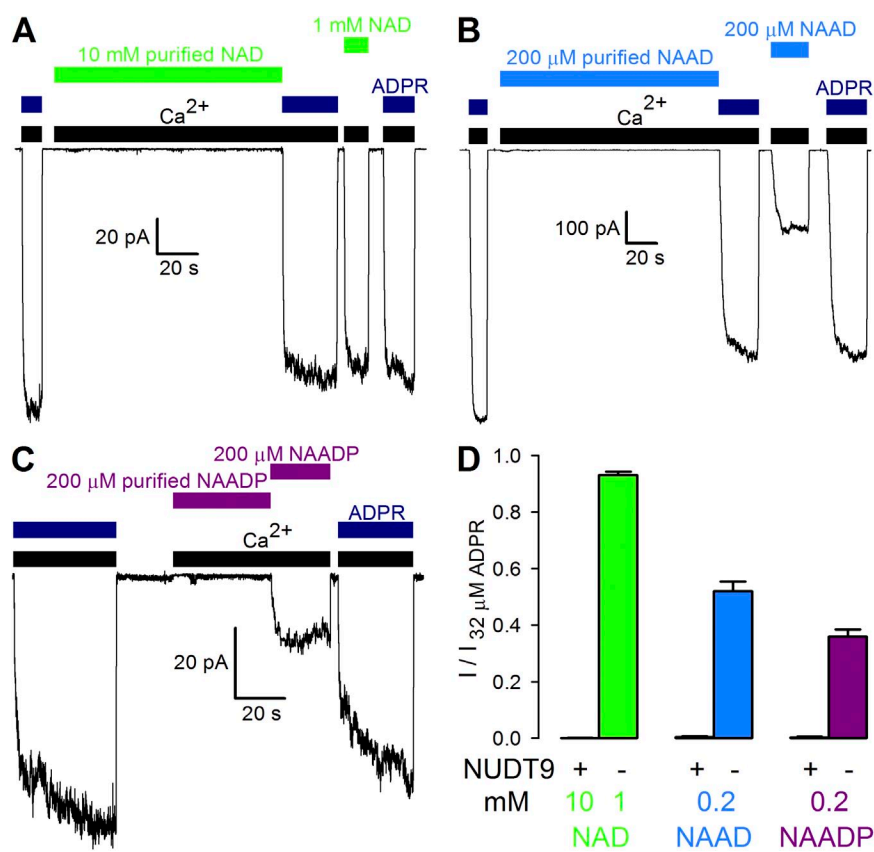 A
1 mM NAD
10 mM purified NAD
ADPR
Ca2+
20 pA
20 s
B
200 μM NAAD
200 μM purified NAAD
ADPR
Ca2+
100 pA
20 s
C
200 μM NAADP
200 μM purified NAADP
ADPR
Ca2+
20 pA
20 s
D
I / I 32 μM ADPR
1.0
0.8
0.6
0.4
0.2
0.0
NUDT9 + - + - + -
mM 10 1 0.2 0.2
NAD NAAD NAADP